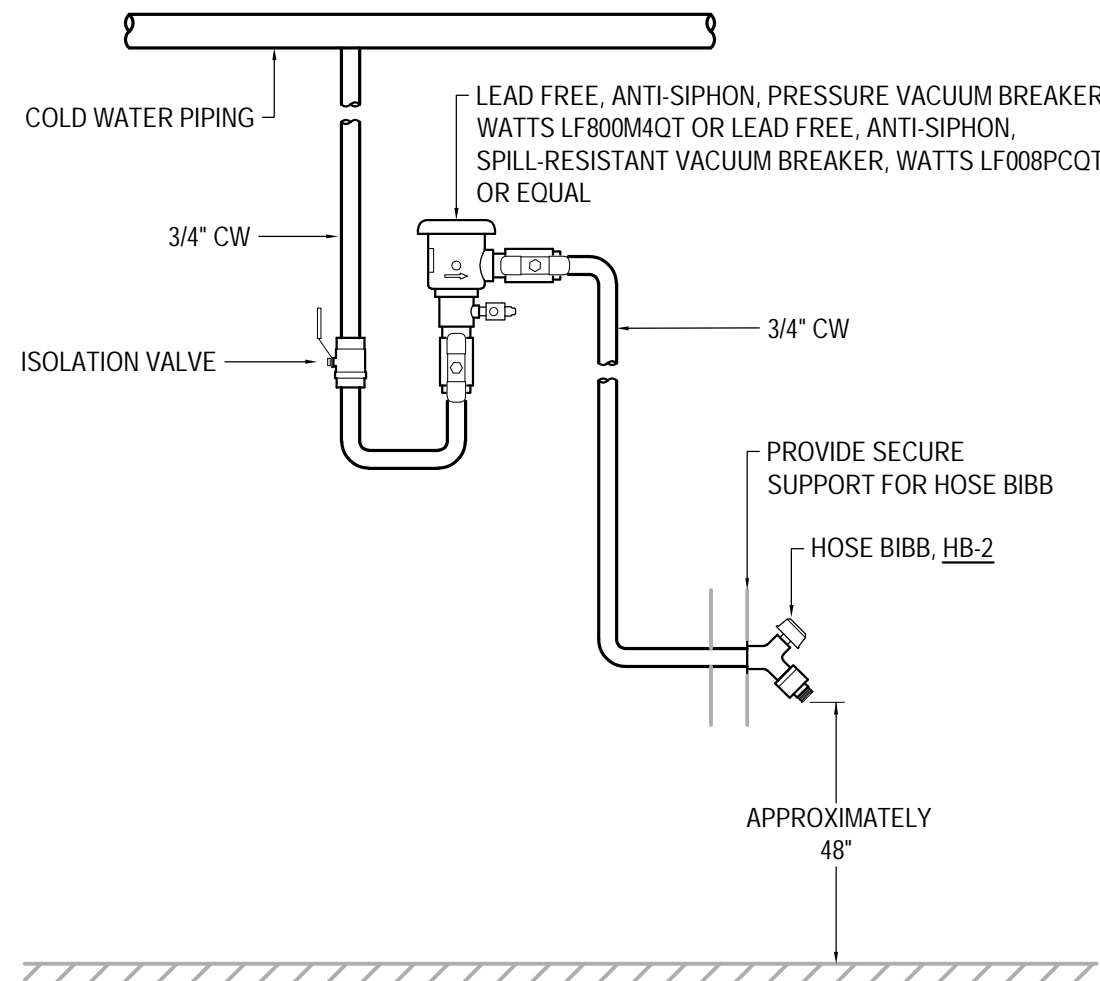 COLD WATER PIPING
LEAD FREE, ANTI-SIPHON, PRESSURE VACUUM BREAKER
WATTS LF800M4QT OR LEAD FREE, ANTI-SIPHON,
SPILL-RESISTANT VACUUM BREAKER, WATTS LF008PCQT
OR EQUAL
3/4" CW
3/4" CW
ISOLATION VALVE
PROVIDE SECURE
SUPPORT FOR HOSE BIBB
HOSE BIBB, HB-2
APPROXIMATELY
48"